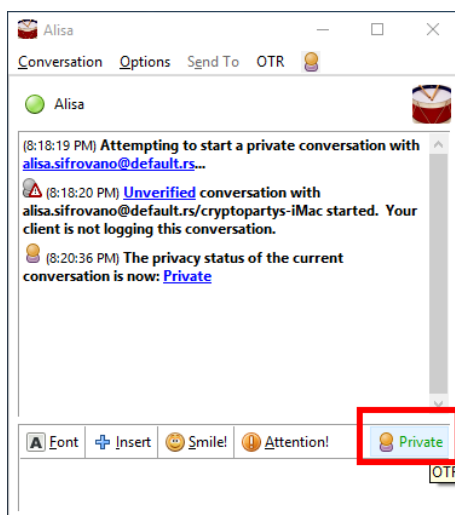 Alisa
Conversation Options Send To OTR
Alisa
(8:18:19 PM) Attempting to start a private conversation with
alisa.sifrovano@default.rs...
(8:18:20 PM) Unverified conversation with
alisa.sifrovano@default.rs/cryptopartys-iMac started. Your
client is not logging this conversation.
(8:20:36 PM) The privacy status of the current
conversation is now: Private
A Font Insert Smile! Attention! Private
OTR